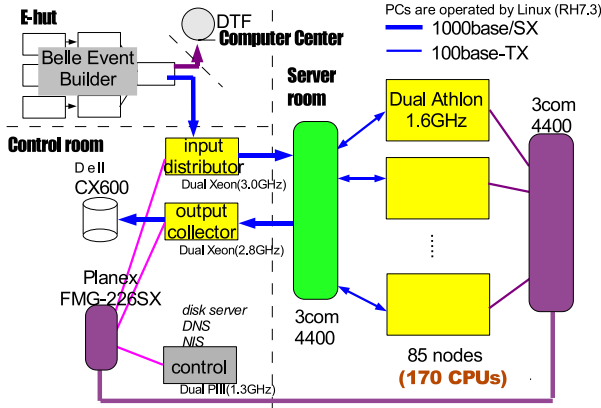 E-hut
Belle Event
Builder
DTF
Computer Center
PCs are operated by Linux (RH7.3)
1000base/SX
100base-TX
Server
room
Dual Athlon
1.6GHz
3com
4400
Control room
input
distributor
Dual Xeon(3.0GHz)
Dell
CX600
output
collector
Dual Xeon(2.8GHz)
Planex
FMG-226SX
disk server
DNS
NIS
control
Dual PIII(1.3GHz)
3com
4400
.....
85 nodes
(170 CPUs)